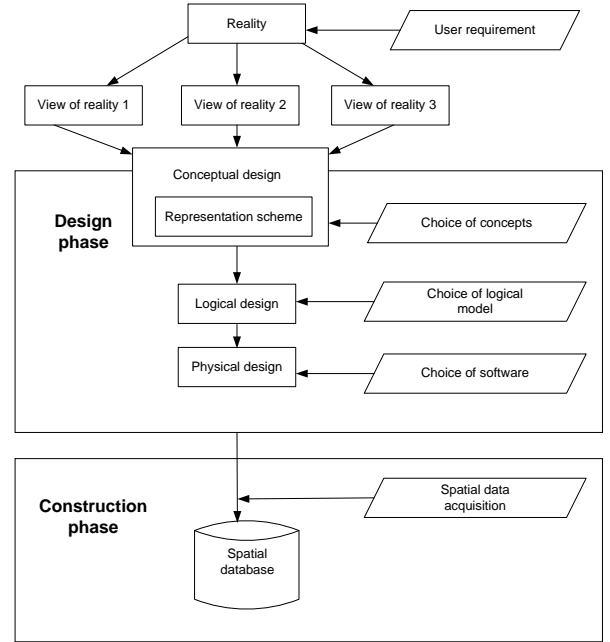 Reality
User requirement
View of reality 1
View of reality 2
View of reality 3
Conceptual design
Representation scheme
Design
phase
Choice of concepts
Logical design
Choice of logical
model
Physical design
Choice of software
Construction
phase
Spatial data
acquisition
Spatial
database